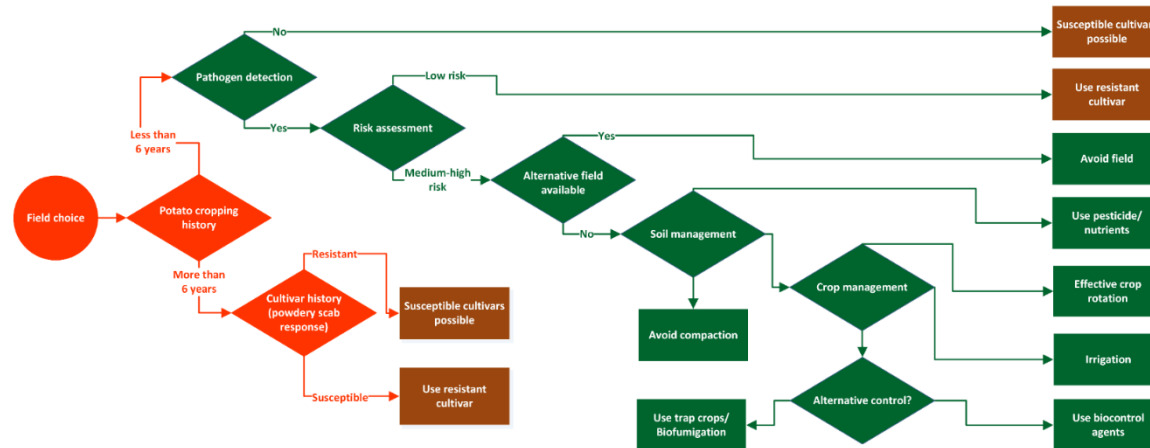 No
Susceptible cultivars
possible
Pathogen detection
Low risk
Use resistant
cultivar
Less than
6 years
Yes
Risk assessment
Yes
Avoid field
Medium-high
risk
Alternative field
available
Field choice
Potato cropping
history
No
Soil management
Use pesticide/
nutrients
More than
6 years
Resistant
Cultivar history
(powdery scab
response)
Susceptible cultivars
possible
Crop management
Effective crop
rotation
Avoid compaction
Irrigation
Susceptible
Use resistant
cultivar
Use trap crops/
Biofumigation
Alternative control?
Use biocontrol
agents